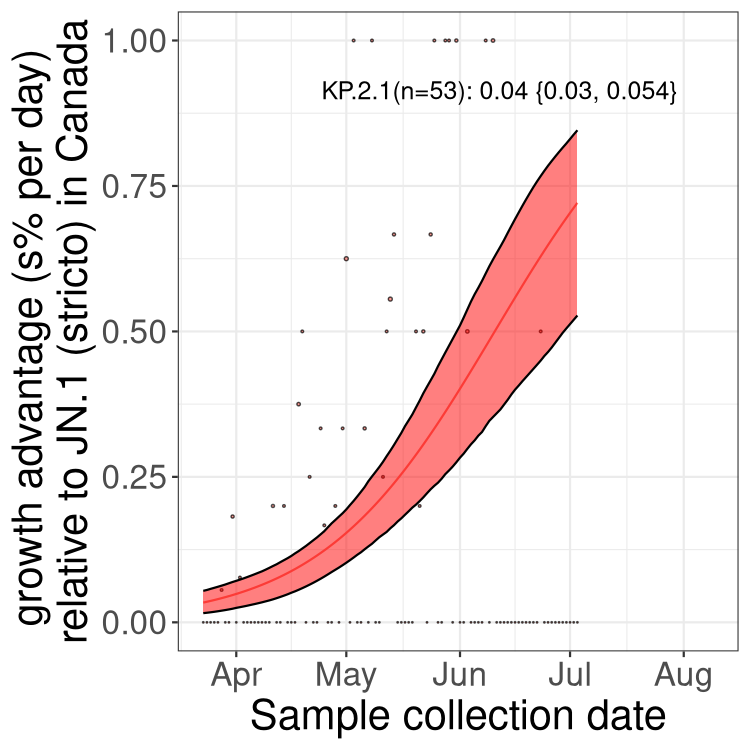 growth advantage (s% per day)
relative to JN.1 (stricto) in Canada
1.00
0.75
0.50
0.25
0.00
KP.2.1(n=53): 0.04 {0.03, 0.054}
Apr May Jun Jul Aug
Sample collection date